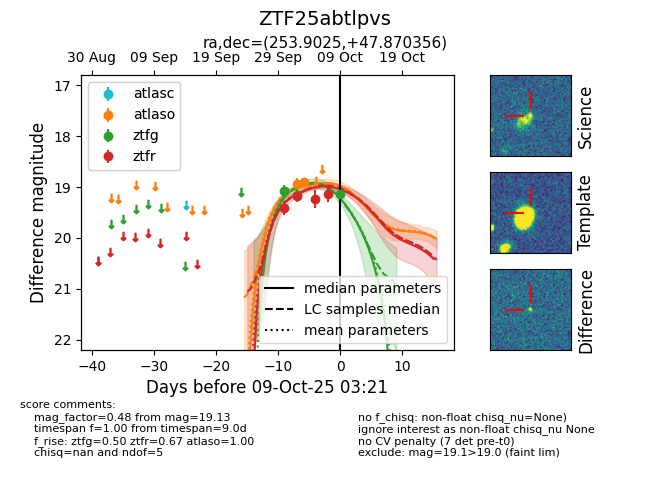 ZTF25abtlpvs
ra,dec=(253.9025,+47.870356)
30 Aug 09 Sep 19 Sep 29 Sep 09 Oct 19 Oct
17
18
19
20
21
22
Difference magnitude
atlasc
atlaso
ztfg
ztfr
median parameters
LC samples median
mean parameters
−40 −30 −20 −10 0 10
Days before 09-Oct-25 03:21
Science
Template
Difference
score comments:
mag_factor=0.48 from mag=19.13
timespan f=1.00 from timespan=9.0d
f_rise: ztfg=0.50 ztfr=0.67 atlaso=1.00
chisq=nan and ndof=5
no f_chisq: non-float chisq_nu=None)
ignore interest as non-float chisq_nu None
no CV penalty (7 det pre-t0)
exclude: mag=19.1>19.0 (faint lim)